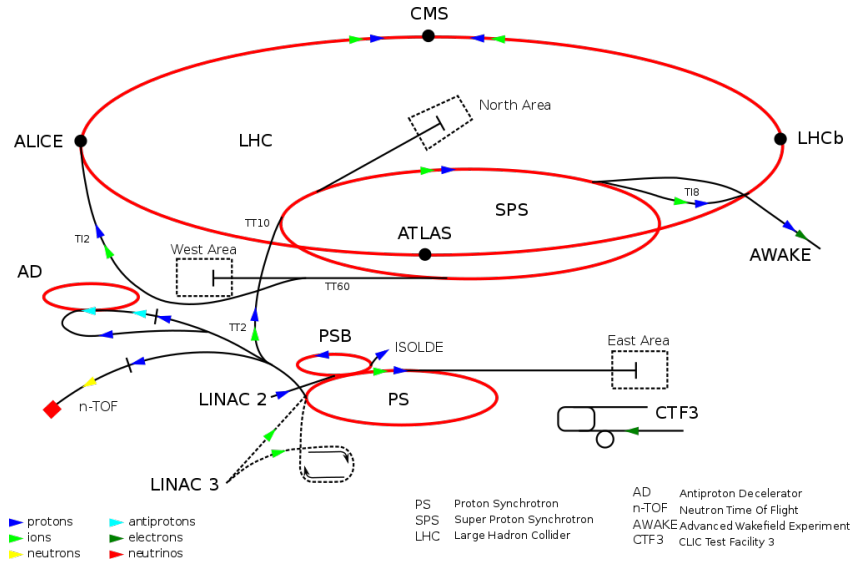 CMS
North Area
ALICE
LHC
LHCb
SPS
TI8
TT10
TI2
West Area
ATLAS
AWAKE
AD
TT60
TT2
PSB
ISOLDE
East Area
LINAC 2
PS
n-TOF
CTF3
LINAC 3
protons
ions
neutrons
antiprotons
electrons
neutrinos
PS Proton Synchrotron
SPS Super Proton Synchrotron
LHC Large Hadron Collider
AD Antiproton Decelerator
n-TOF Neutron Time Of Flight
AWAKE Advanced Wakefield Experiment
CTF3 CLIC Test Facility 3